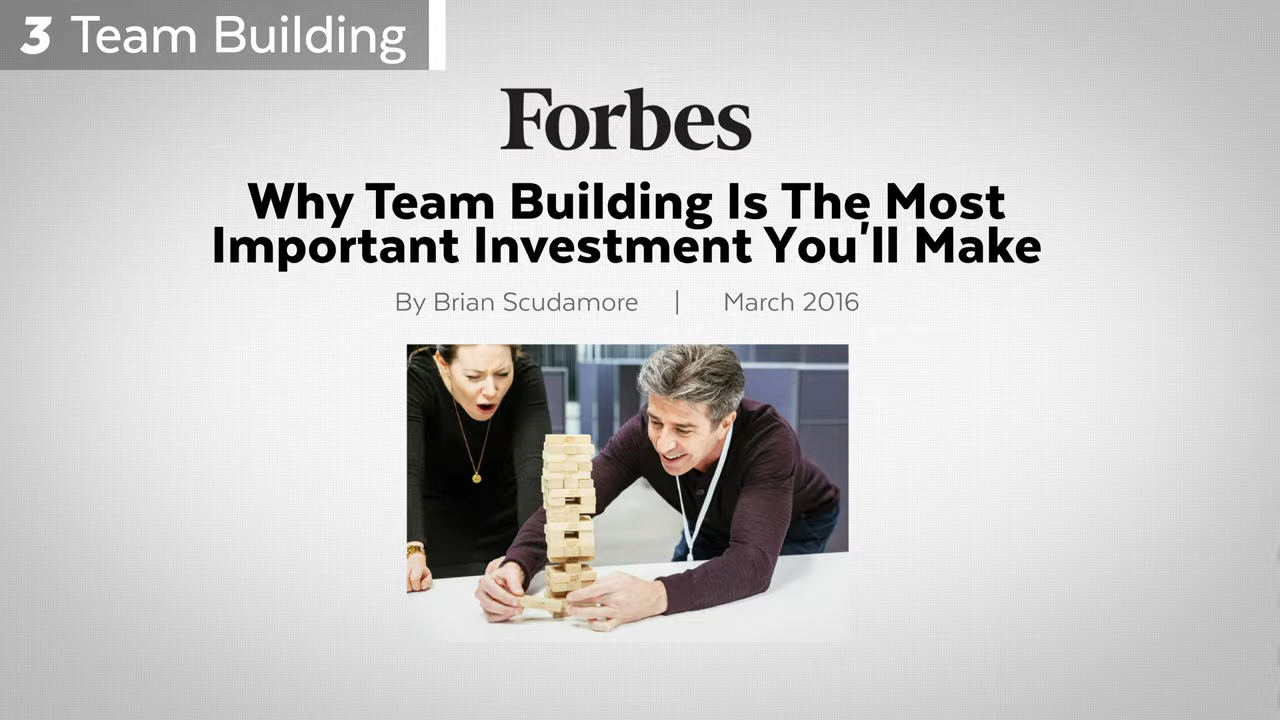 3 Team Building
Forbes
Why Team Building Is The Most
Important Investment You'll Make
By Brian Scudamore | March 2016